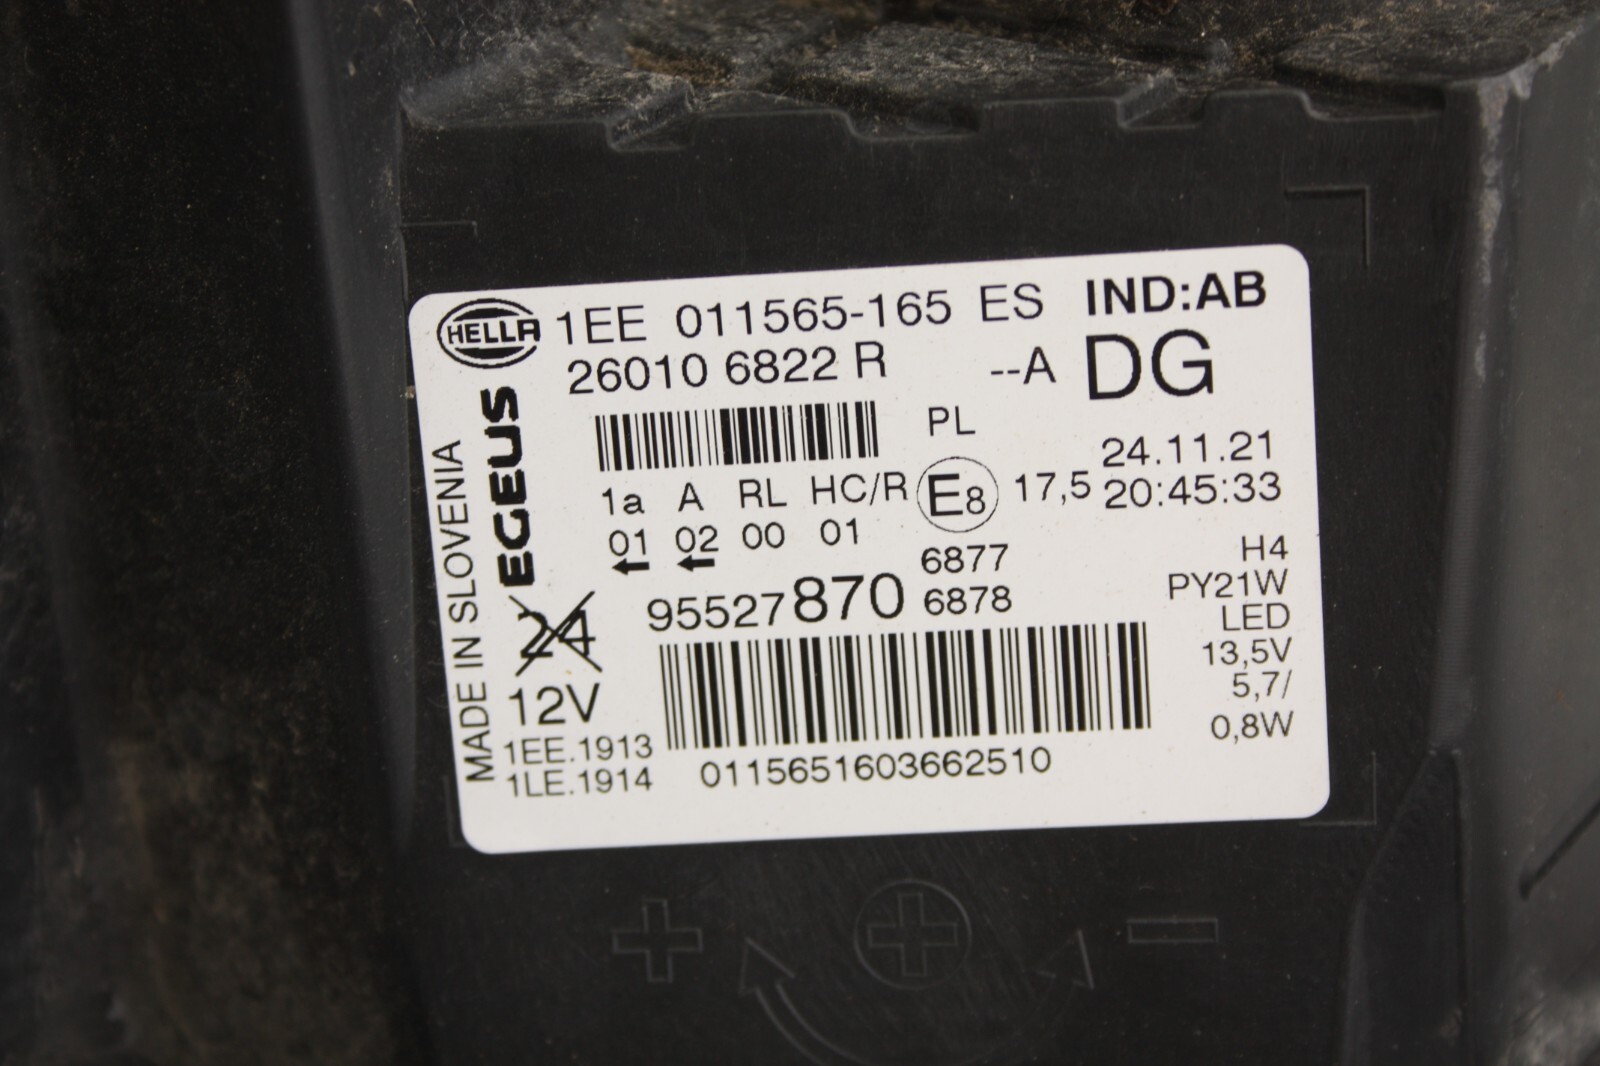 HELLA 1EE 011565-165 ES IND:AB
26010 6822 R --A DG
PL
24.11.21
1a A RL HC/R E8 17,5 20:45:33
01 02 00 01
6877
6878
95527870
H4
PY21W
LED
13,5V
5,7/
0,8W
MADE IN SLOVENIA
EGEUS
24
12V
1EE.1913
1LE.1914
0115651603662510
+ + −